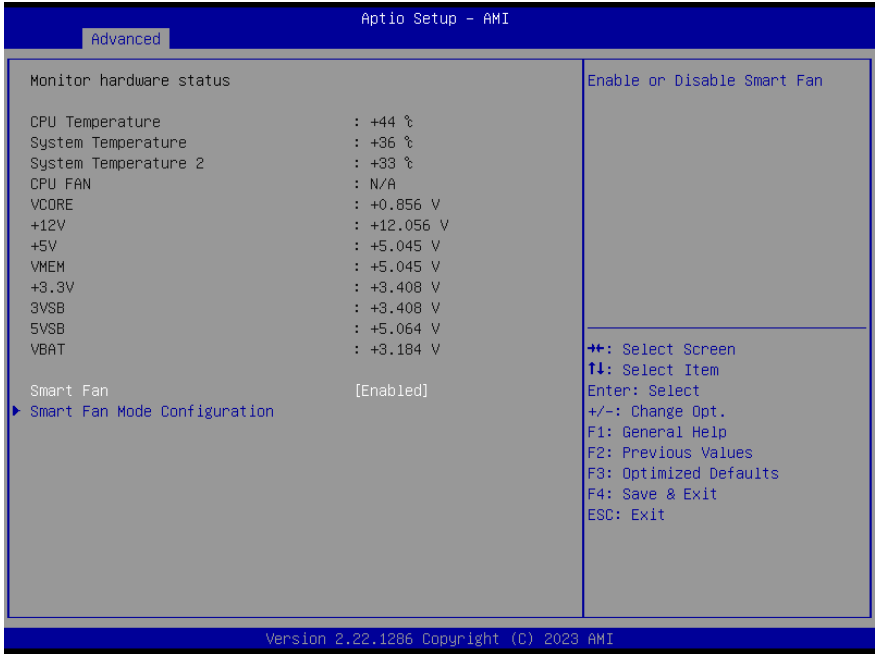 Aptio Setup – AMI
Advanced
Monitor hardware status
CPU Temperature : +44 ℃
System Temperature : +36 ℃
System Temperature 2 : +33 ℃
CPU FAN : N/A
VCORE : +0.856 V
+12V : +12.056 V
+5V : +5.045 V
VMEM : +5.045 V
+3.3V : +3.408 V
3VSB : +3.408 V
5VSB : +5.064 V
VBAT : +3.184 V
Smart Fan [Enabled]
▶ Smart Fan Mode Configuration
Enable or Disable Smart Fan
→←: Select Screen
↑↓: Select Item
Enter: Select
+/-: Change Opt.
F1: General Help
F2: Previous Values
F3: Optimized Defaults
F4: Save & Exit
ESC: Exit
Version 2.22.1286 Copyright (C) 2023 AMI